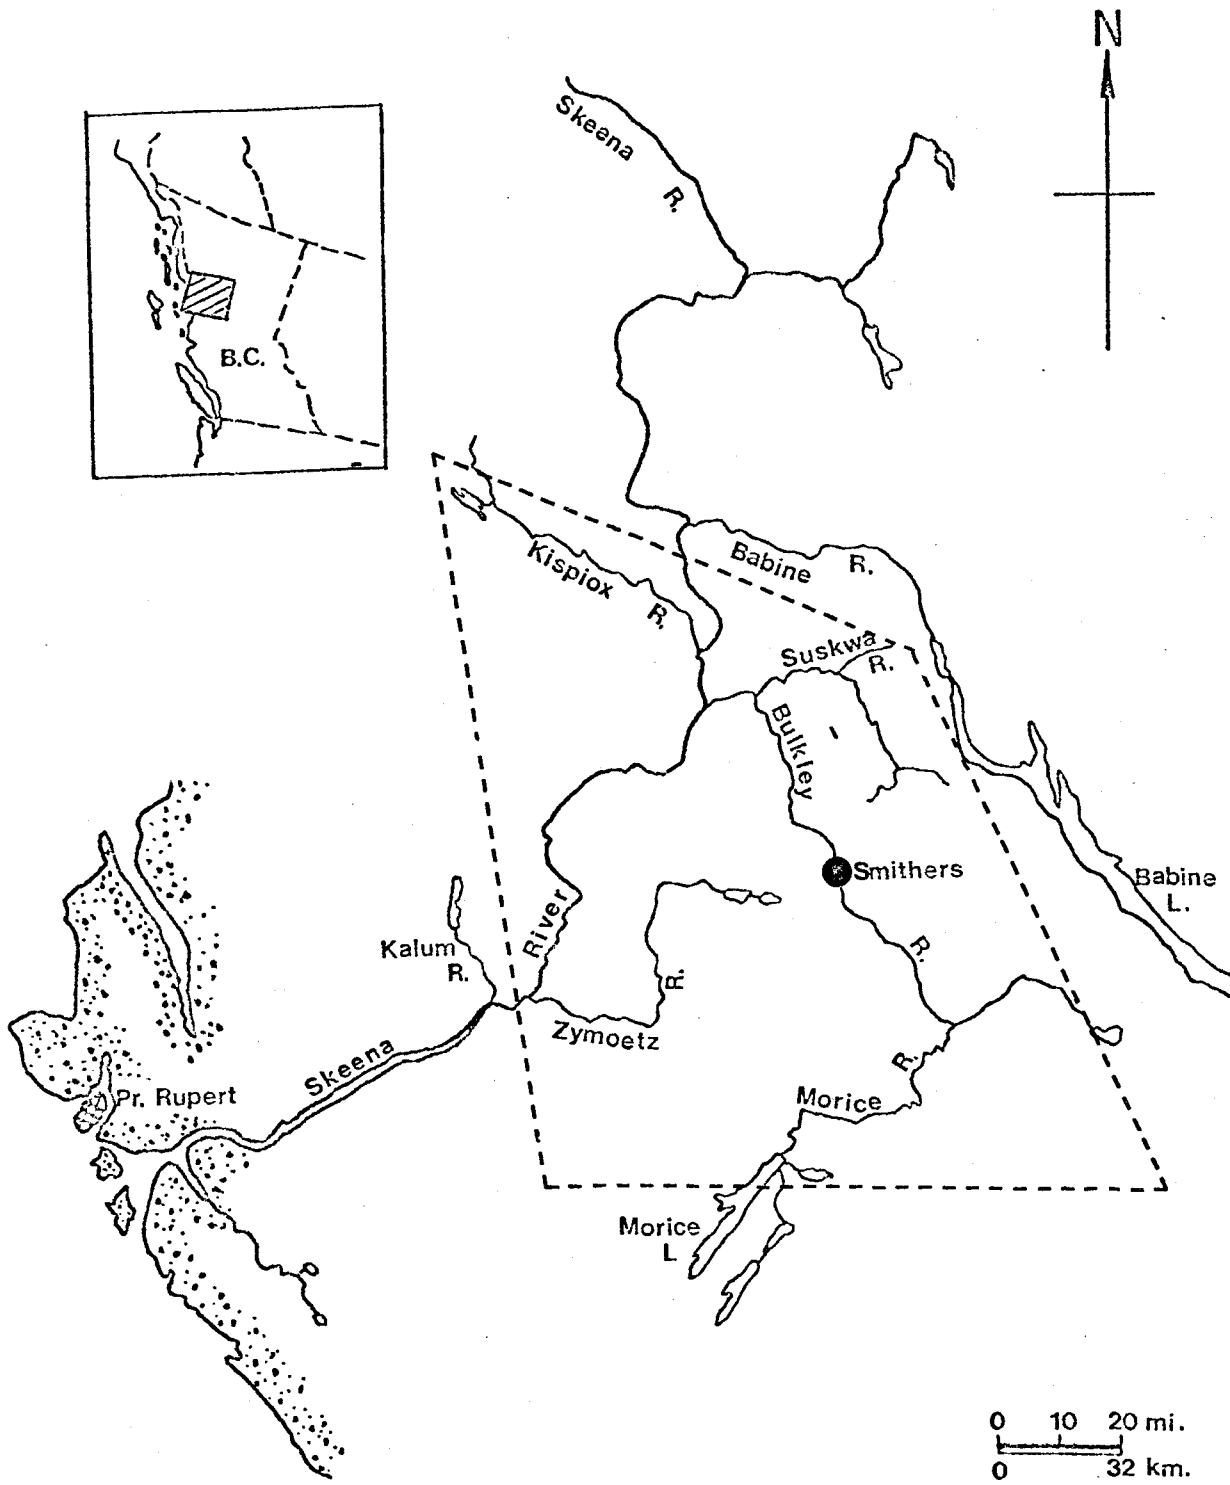 N
Skeena
R.
B.C.
Kispiox
R.
Babine
R.
Suskwa
R.
Bulkley
Smithers
R.
Babine
L.
River
Kalum
R.
R.
Zymoetz
Skeena
Pr. Rupert
R.
Morice
Morice
L
0 10 20 mi.
0 32 km.